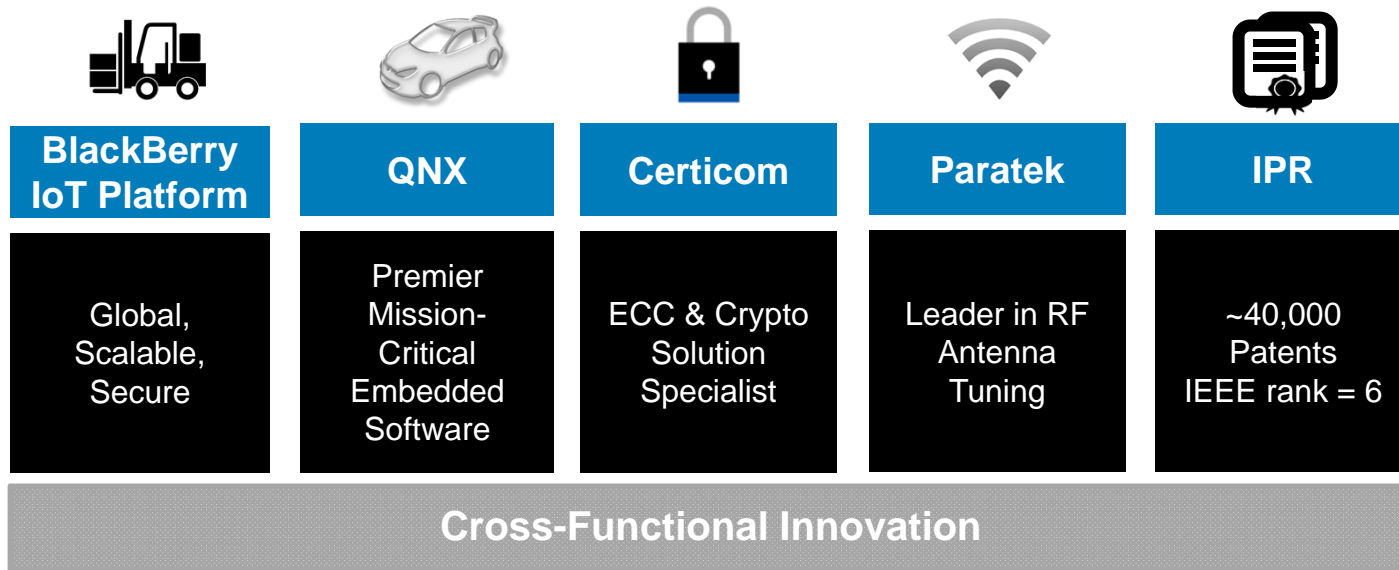 BlackBerry
IoT Platform
QNX
Certicom
Paratek
IPR
Global,
Scalable,
Secure
Premier
Mission-
Critical
Embedded
Software
ECC & Crypto
Solution
Specialist
Leader in RF
Antenna
Tuning
~40,000
Patents
IEEE rank = 6
Cross-Functional Innovation